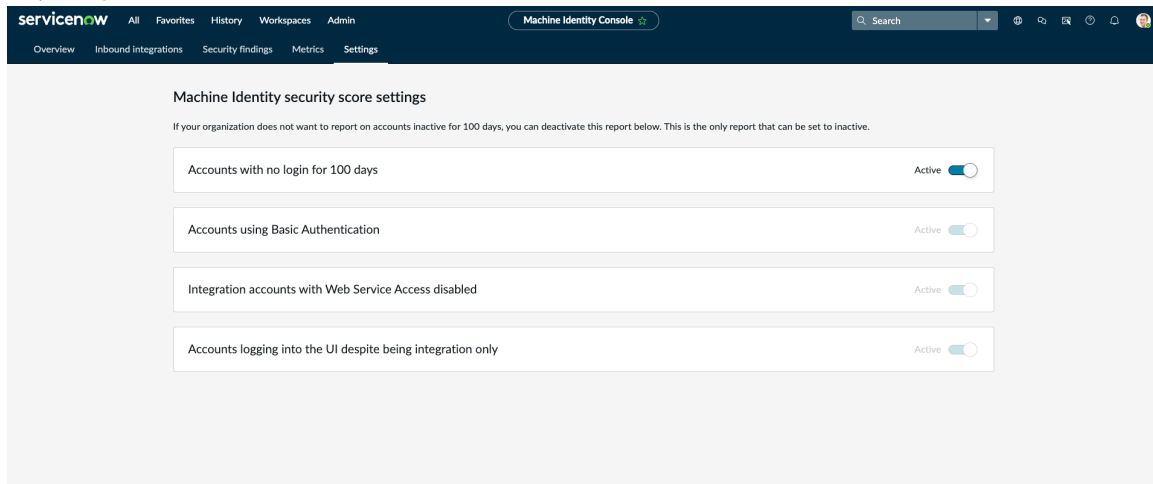 servicenow All Favorites History Workspaces Admin Machine Identity Console Search
Overview Inbound integrations Security findings Metrics Settings
Machine Identity security score settings
If your organization does not want to report on accounts inactive for 100 days, you can deactivate this report below. This is the only report that can be set to inactive.
Accounts with no login for 100 days Active
Accounts using Basic Authentication Active
Integration accounts with Web Service Access disabled Active
Accounts logging into the UI despite being integration only Active